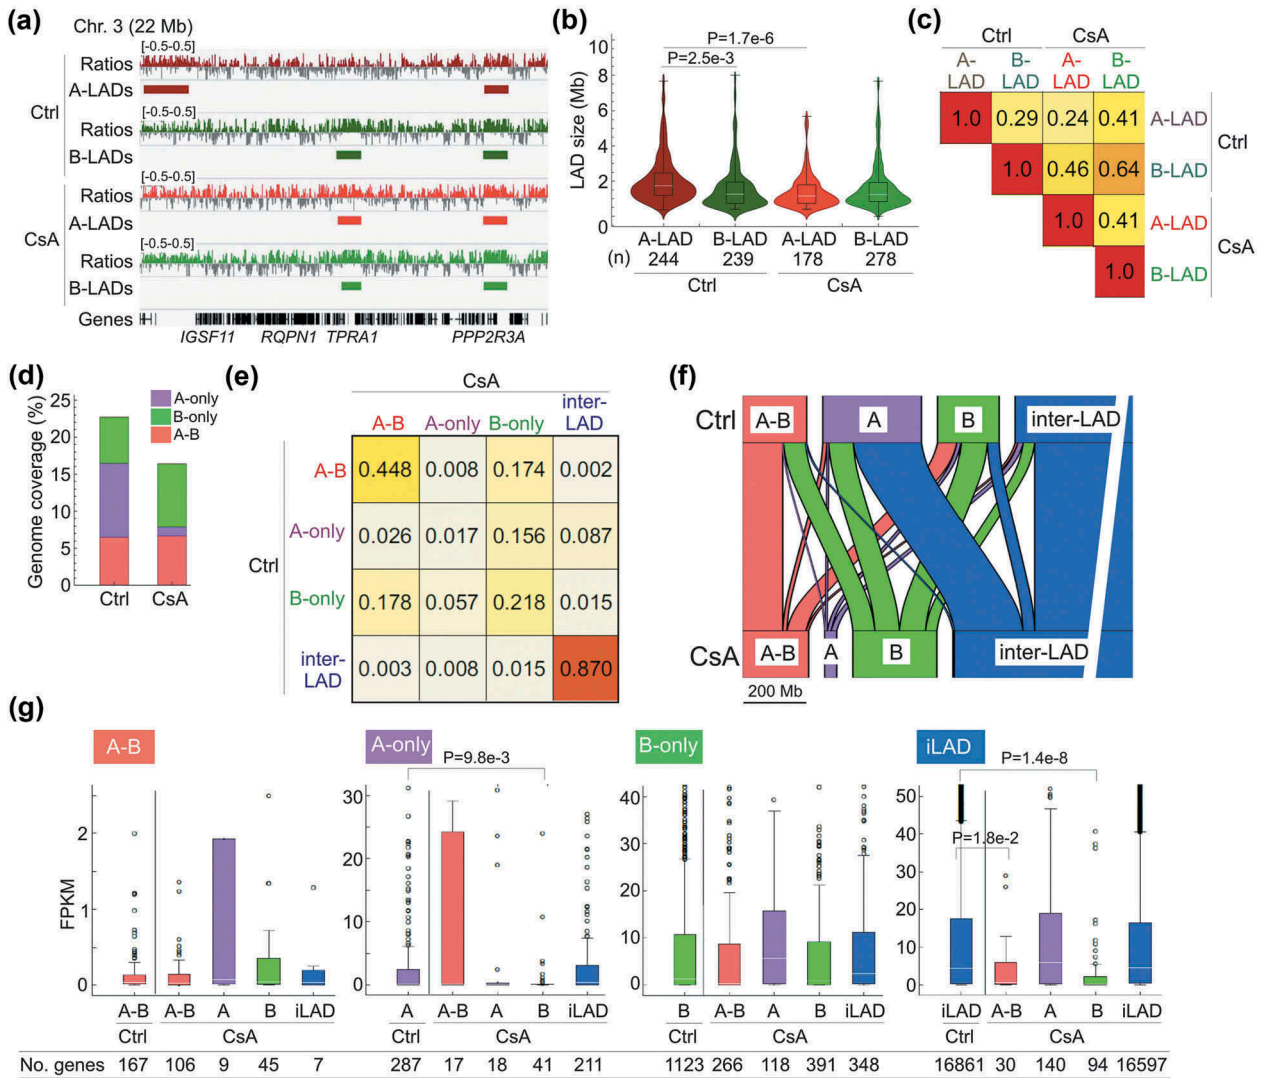 (a)
Chr. 3 (22 Mb)
Ctrl
[-0.5-0.5]
Ratios
A-LADs
[-0.5-0.5]
Ratios
B-LADs
CsA
[-0.5-0.5]
Ratios
A-LADs
[-0.5-0.5]
Ratios
B-LADs
Genes
IGSF11 RQPN1 TPRA1 PPP2R3A
(b)
LAD size (Mb)
10
8
6
4
2
0
P=1.7e-6
P=2.5e-3
A-LAD B-LAD A-LAD B-LAD
(n) 244 239 178 278
Ctrl CsA
(c)
Ctrl CsA
A-LAD B-LAD A-LAD B-LAD
1.0 0.29 0.24 0.41 A-LAD
1.0 0.46 0.64 B-LAD
1.0 0.41 A-LAD
1.0 B-LAD
Ctrl
CsA
(d)
Genome coverage (%)
25
20
15
10
5
0
A-only
B-only
A-B
Ctrl CsA
(e)
CsA
A-B A-only B-only inter-LAD
Ctrl
A-B 0.448 0.008 0.174 0.002
A-only 0.026 0.017 0.156 0.087
B-only 0.178 0.057 0.218 0.015
inter-LAD 0.003 0.008 0.015 0.870
(f)
Ctrl A-B A B inter-LAD
CsA A-B A B inter-LAD
200 Mb
(g)
FPKM
A-B
2
1
0
A-B A-B A B iLAD
Ctrl CsA
A-only
P=9.8e-3
30
20
10
0
A A-B A B iLAD
Ctrl CsA
B-only
40
30
20
10
0
B A-B A B iLAD
Ctrl CsA
iLAD
P=1.4e-8
P=1.8e-2
50
40
30
20
10
0
iLAD A-B A B iLAD
Ctrl CsA
No. genes 167 106 9 45 7 287 17 18 41 211 1123 266 118 391 348 16861 30 140 94 16597